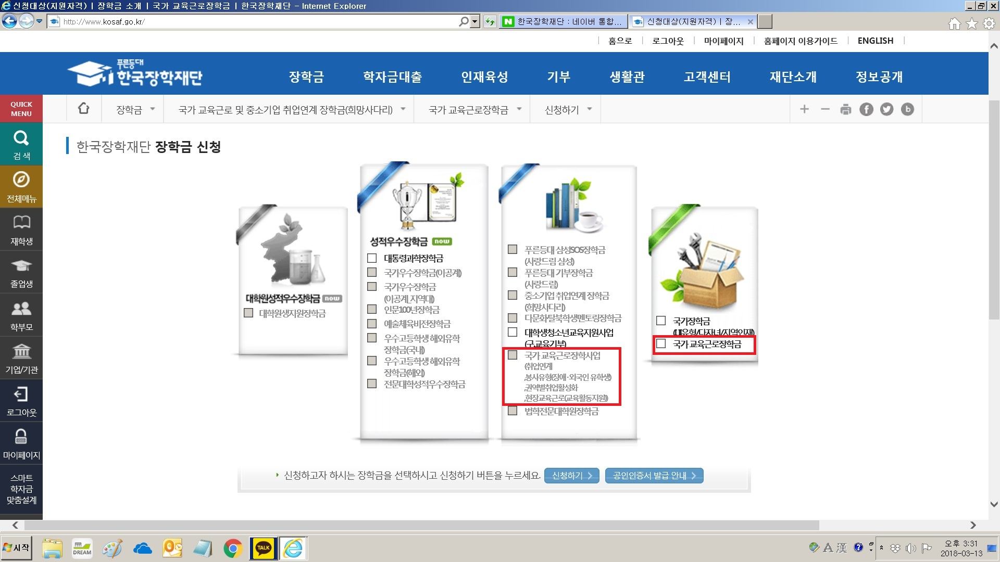 신청대상(지원자격) | 장학금 소개 | 국가 교육근로장학금 | 한국장학재단 - Internet Explorer
http://www.kosaf.go.kr/
한국장학재단 : 네이버 통합...
신청대상(지원자격) | 장...
홈으로
로그아웃
마이페이지
홈페이지 이용가이드
ENGLISH
푸른등대
한국장학재단
장학금
학자금대출
인재육성
기부
생활관
고객센터
재단소개
정보공개
QUICK
MENU
장학금
국가 교육근로 및 중소기업 취업연계 장학금(희망사다리)
국가 교육근로장학금
신청하기
검 색
전체메뉴
재학생
졸업생
학부모
기업/기관
로그아웃
마이페이지
스마트
학자금
맞춤설계
한국장학재단 장학금 신청
대학원성적우수장학금 now
대학원생지원장학금
성적우수장학금 now
대통령과학장학금
국가우수장학금(이공계)
국가우수장학금
(이공계_지역대)
인문100년장학금
예술체육비전장학금
우수고등학생 해외유학
장학금(국내)
우수고등학생 해외유학
장학금(해외)
전문대학성적우수장학금
푸른등대 삼성SOS장학금
(사랑드림 삼성)
푸른등대 기부장학금
(사랑드림)
중소기업 취업연계 장학금
(희망사다리)
다문화·탈북학생멘토링장학금
대학생청소년교육지원사업
(구.교육기부)
국가 교육근로장학사업
(취업연계
,봉사유형(장애·외국인 유학생)
,권역별취업활성화
,현장교육근로(교육활동지원))
법학전문대학원장학금
국가장학금
(I,II유형/다자녀/지역인재)
국가 교육근로장학금
신청하고자 하시는 장학금을 선택하시고 신청하기 버튼을 누르세요.
신청하기
공인인증서 발급 안내
시작
DREAM
TALK
A 漢
오후 3:31
2018-03-13